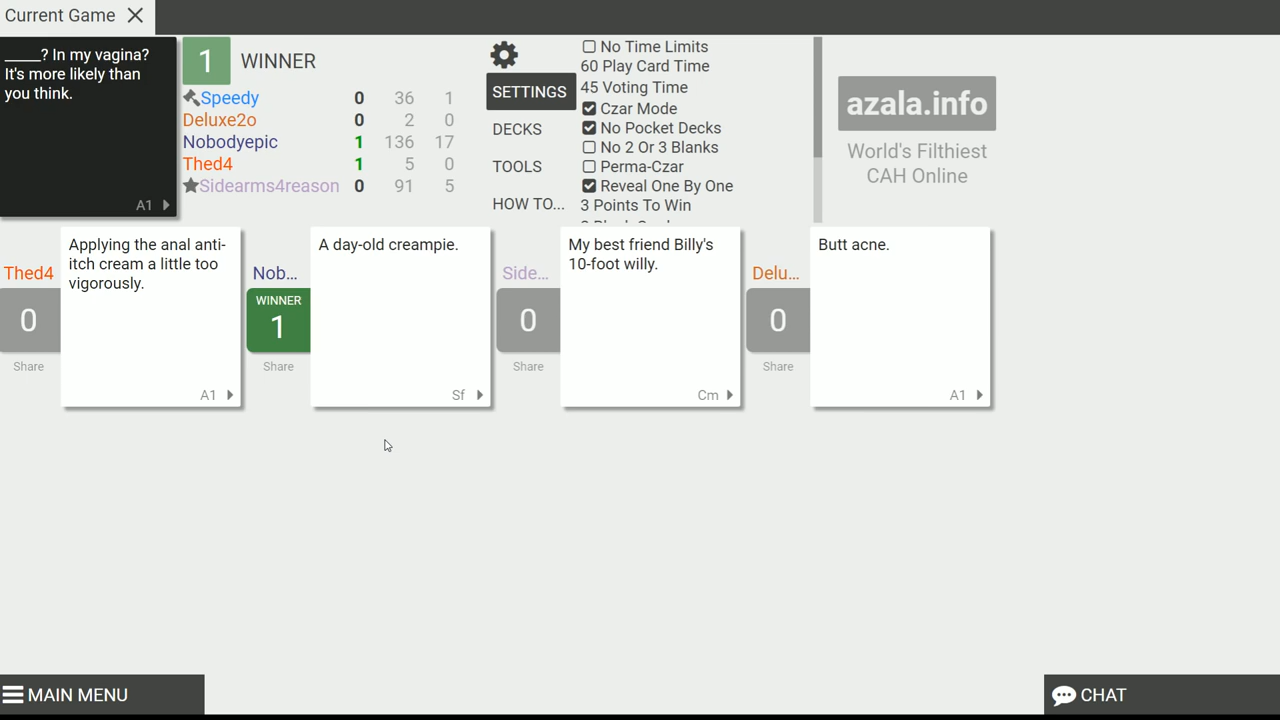 Current Game
_____? In my vagina?
It's more likely than
you think.
A1
1 WINNER
Speedy 0 36 1
Deluxe2o 0 2 0
Nobodyepic 1 136 17
Thed4 1 5 0
Sidearms4reason 0 91 5
SETTINGS
DECKS
TOOLS
HOW TO...
No Time Limits
60 Play Card Time
45 Voting Time
Czar Mode
No Pocket Decks
No 2 Or 3 Blanks
Perma-Czar
Reveal One By One
3 Points To Win
azala.info
World's Filthiest
CAH Online
Thed4
0
Share
Applying the anal anti-
itch cream a little too
vigorously.
A1
Nob...
WINNER
1
Share
A day-old creampie.
Sf
Side...
0
Share
My best friend Billy's
10-foot willy.
Cm
Delu...
0
Share
Butt acne.
A1
MAIN MENU
CHAT